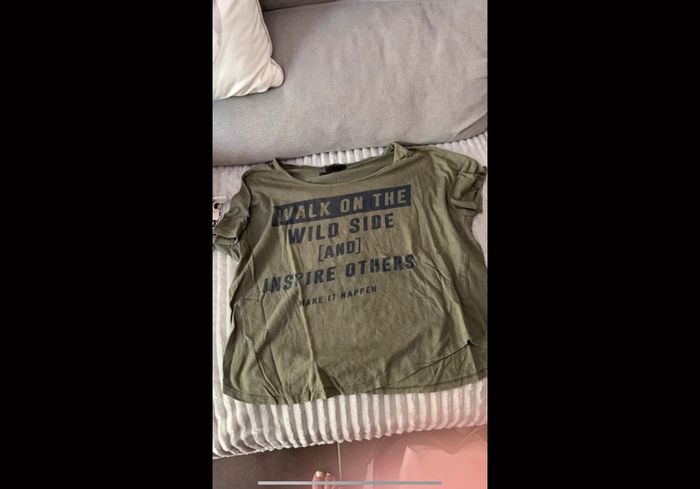 WALK ON THE
WILD SIDE
[AND]
INSPIRE OTHERS
MAKE IT HAPPEN